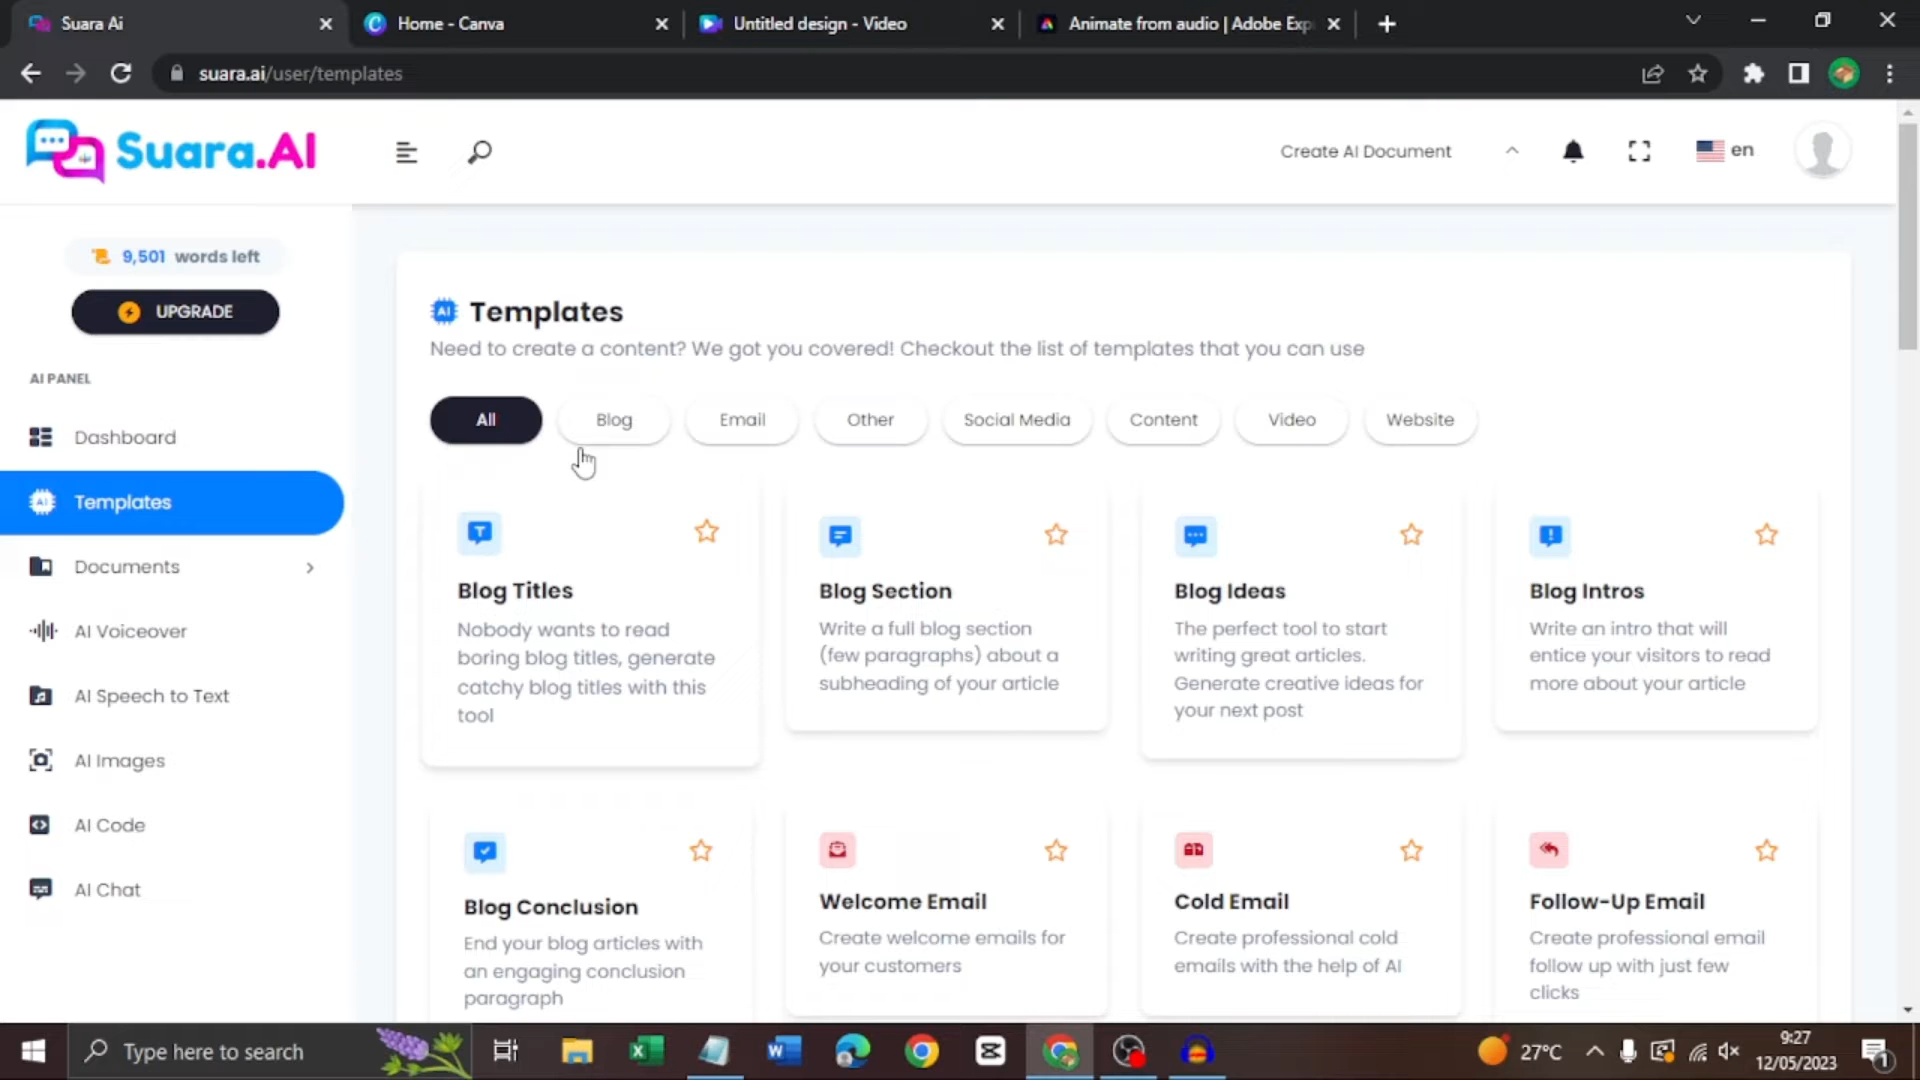 Suara Ai
Home - Canva
Untitled design - Video
Animate from audio | Adobe Exp
suara.ai/user/templates
Suara.AI
Create AI Document
en
9,501 words left
UPGRADE
AI PANEL
Dashboard
Templates
Documents
AI Voiceover
AI Speech to Text
AI Images
AI Code
AI Chat
AI Templates
Need to create a content? We got you covered! Checkout the list of templates that you can use
All
Blog
Email
Other
Social Media
Content
Video
Website
Blog Titles
Nobody wants to read
boring blog titles, generate
catchy blog titles with this
tool
Blog Section
Write a full blog section
(few paragraphs) about a
subheading of your article
Blog Ideas
The perfect tool to start
writing great articles.
Generate creative ideas for
your next post
Blog Intros
Write an intro that will
entice your visitors to read
more about your article
Blog Conclusion
End your blog articles with
an engaging conclusion
paragraph
Welcome Email
Create welcome emails for
your customers
Cold Email
Create professional cold
emails with the help of AI
Follow-Up Email
Create professional email
follow up with just few
clicks
Type here to search
27°C
9:27
12/05/2023
1